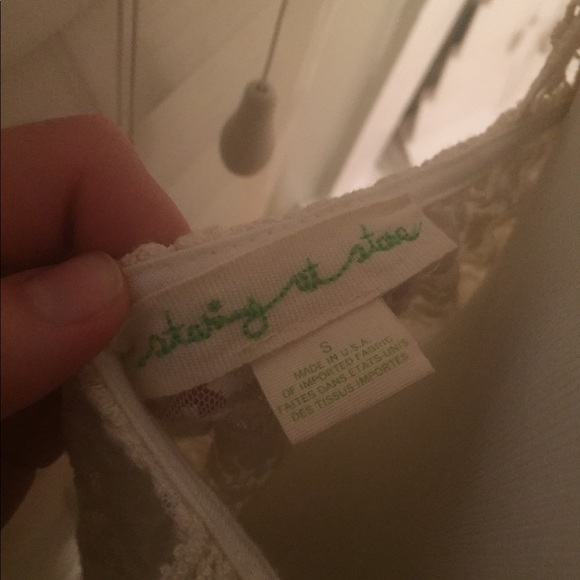 staring at stars
S
MADE IN U.S.A.
OF IMPORTED FABRIC
FAITES DANS ETATS-UNIS
DES TISSUS IMPORTES